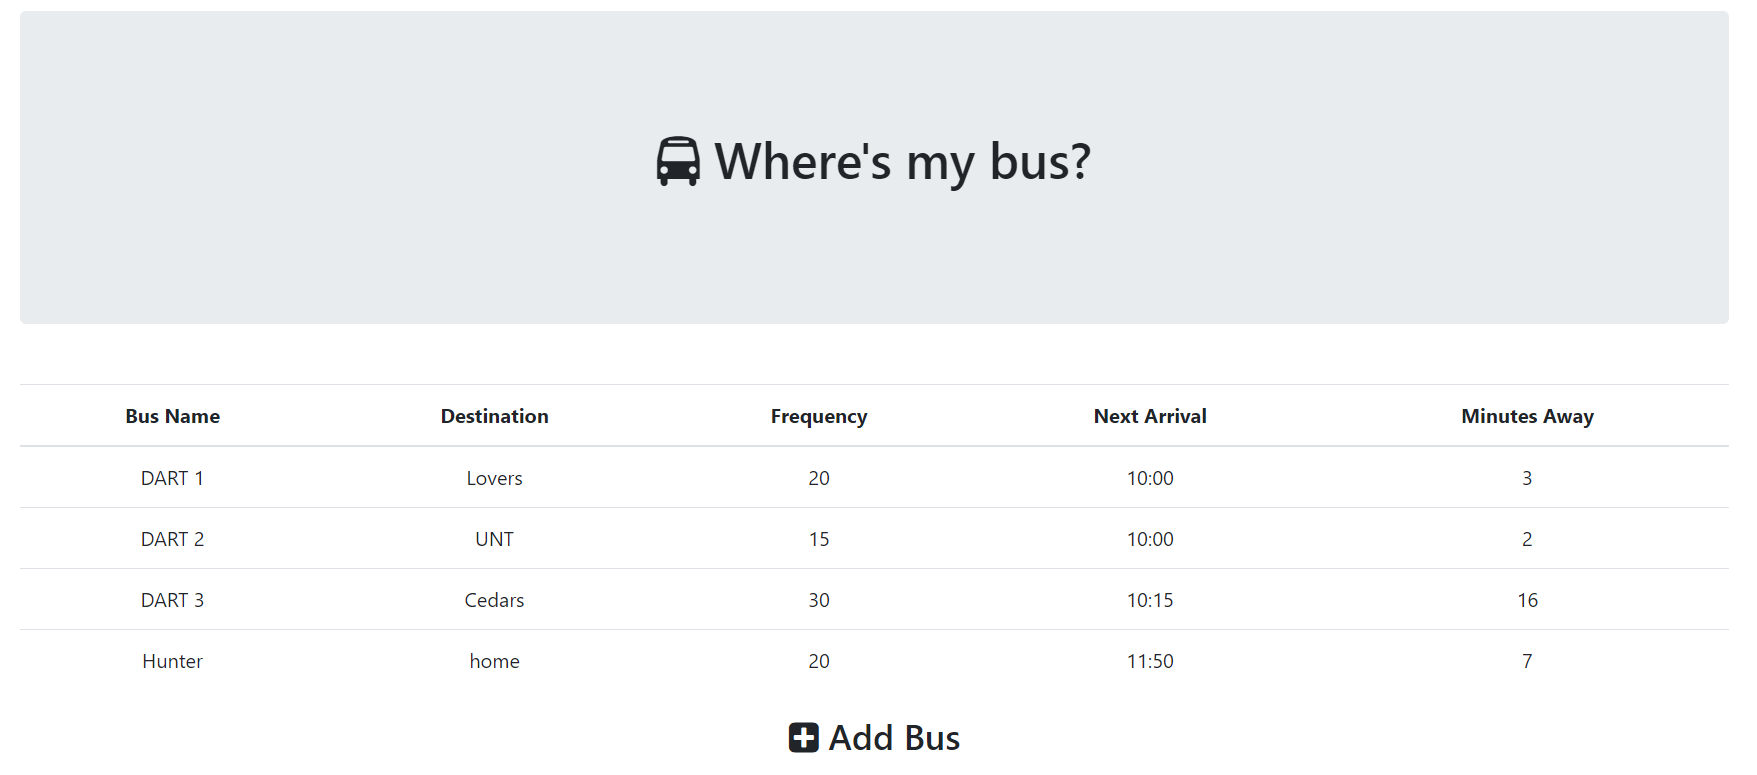 Where's my bus?
Bus Name Destination Frequency Next Arrival Minutes Away
DART 1 Lovers 20 10:00 3
DART 2 UNT 15 10:00 2
DART 3 Cedars 30 10:15 16
Hunter home 20 11:50 7
Add Bus